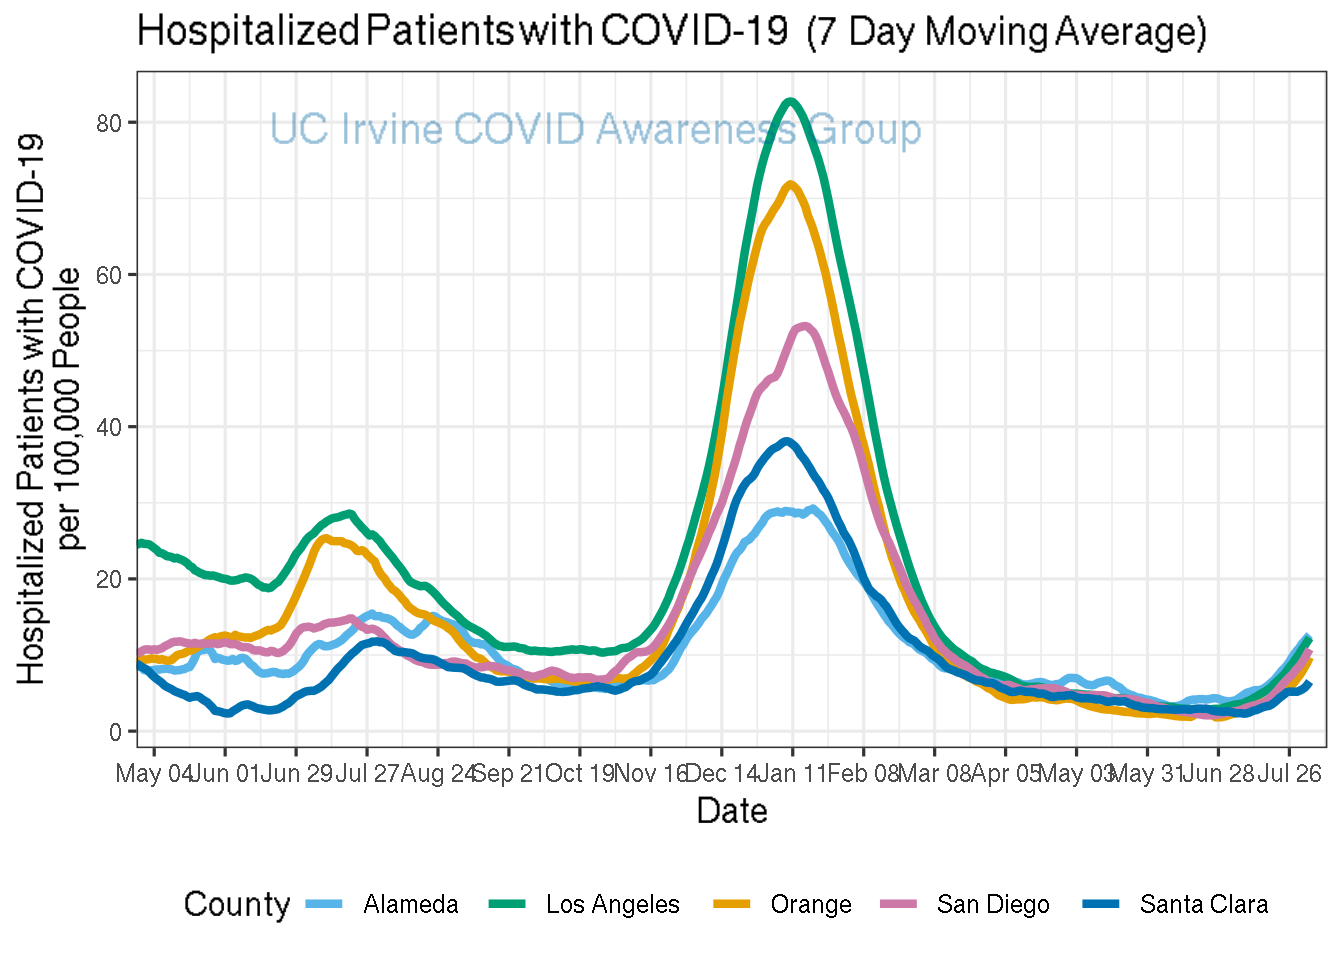 Hospitalized Patients with COVID-19 (7 Day Moving Average)
UC Irvine COVID Awareness Group
Hospitalized Patients with COVID-19
per 100,000 People
80
60
40
20
0
May 04 Jun 01 Jun 29 Jul 27 Aug 24 Sep 21 Oct 19 Nov 16 Dec 14 Jan 11 Feb 08 Mar 08 Apr 05 May 03 May 31 Jun 28 Jul 26
Date
County Alameda Los Angeles Orange San Diego Santa Clara